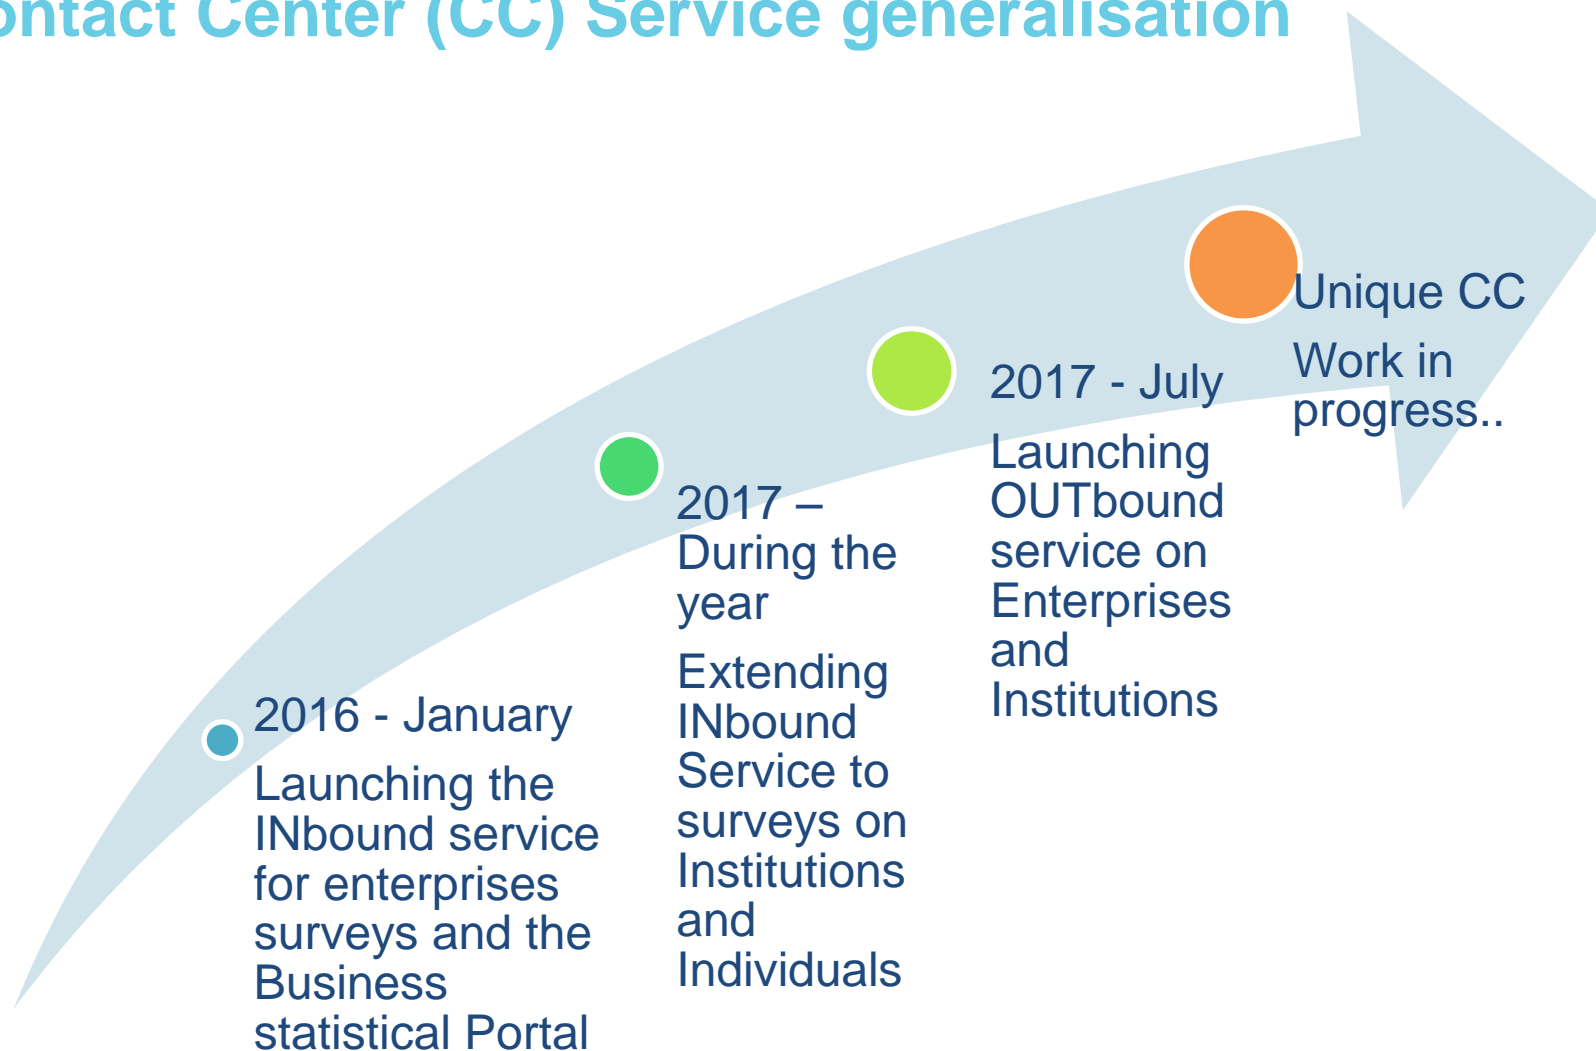 ontact Center (CC) Service generalisation
2016 - January
Launching the
INbound service
for enterprises
surveys and the
Business
statistical Portal
2017 –
During the
year
Extending
INbound
Service to
surveys on
Institutions
and
Individuals
2017 - July
Launching
OUTbound
service on
Enterprises
and
Institutions
Unique CC
Work in
progress..